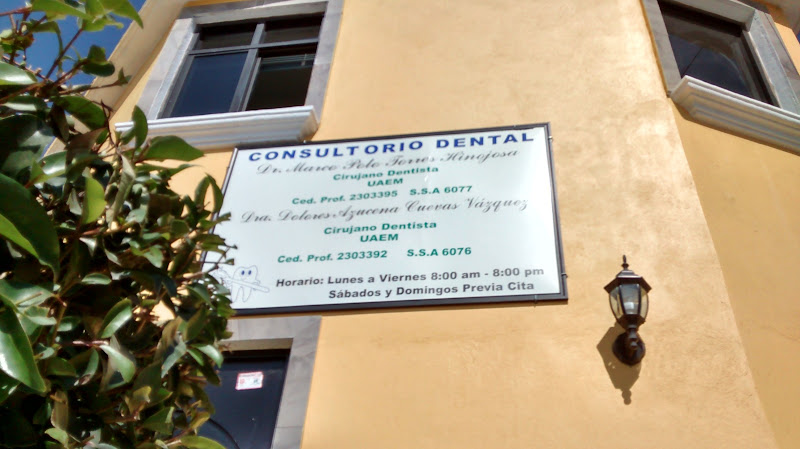 CONSULTORIO DENTAL
Dr. Marco Polo Torres Hinojosa
Cirujano Dentista
UAEM
Ced. Prof. 2303395 S.S.A 6077
Dra. Dolores Azucena Cuevas Vázquez
Cirujano Dentista
UAEM
Ced. Prof. 2303392 S.S.A 6076
Horario: Lunes a Viernes 8:00 am - 8:00 pm
Sábados y Domingos Previa Cita